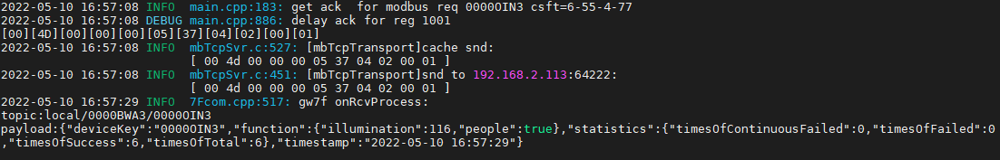 2022-05-10 16:57:08 INFO  main.cpp:183: get ack  for modbus req 0000OIN3 csft=6-55-4-77
2022-05-10 16:57:08 DEBUG main.cpp:886: delay ack for reg 1001
[00][4D][00][00][00][05][37][04][02][00][01]
2022-05-10 16:57:08 INFO  mbTcpSvr.c:527: [mbTcpTransport]cache snd:
[ 00 4d 00 00 00 05 37 04 02 00 01 ]
2022-05-10 16:57:08 INFO  mbTcpSvr.c:451: [mbTcpTransport]snd to 192.168.2.113:64222:
[ 00 4d 00 00 00 05 37 04 02 00 01 ]
2022-05-10 16:57:29 INFO  7Fcom.cpp:517: gw7f onRcvProcess:
topic:local/0000BWA3/0000OIN3
payload:{"deviceKey":"0000OIN3","function":{"illumination":116,"people":true},"statistics":{"timesOfContinuousFailed":0,"timesOfFailed":0
,"timesOfSuccess":6,"timesOfTotal":6},"timestamp":"2022-05-10 16:57:29"}